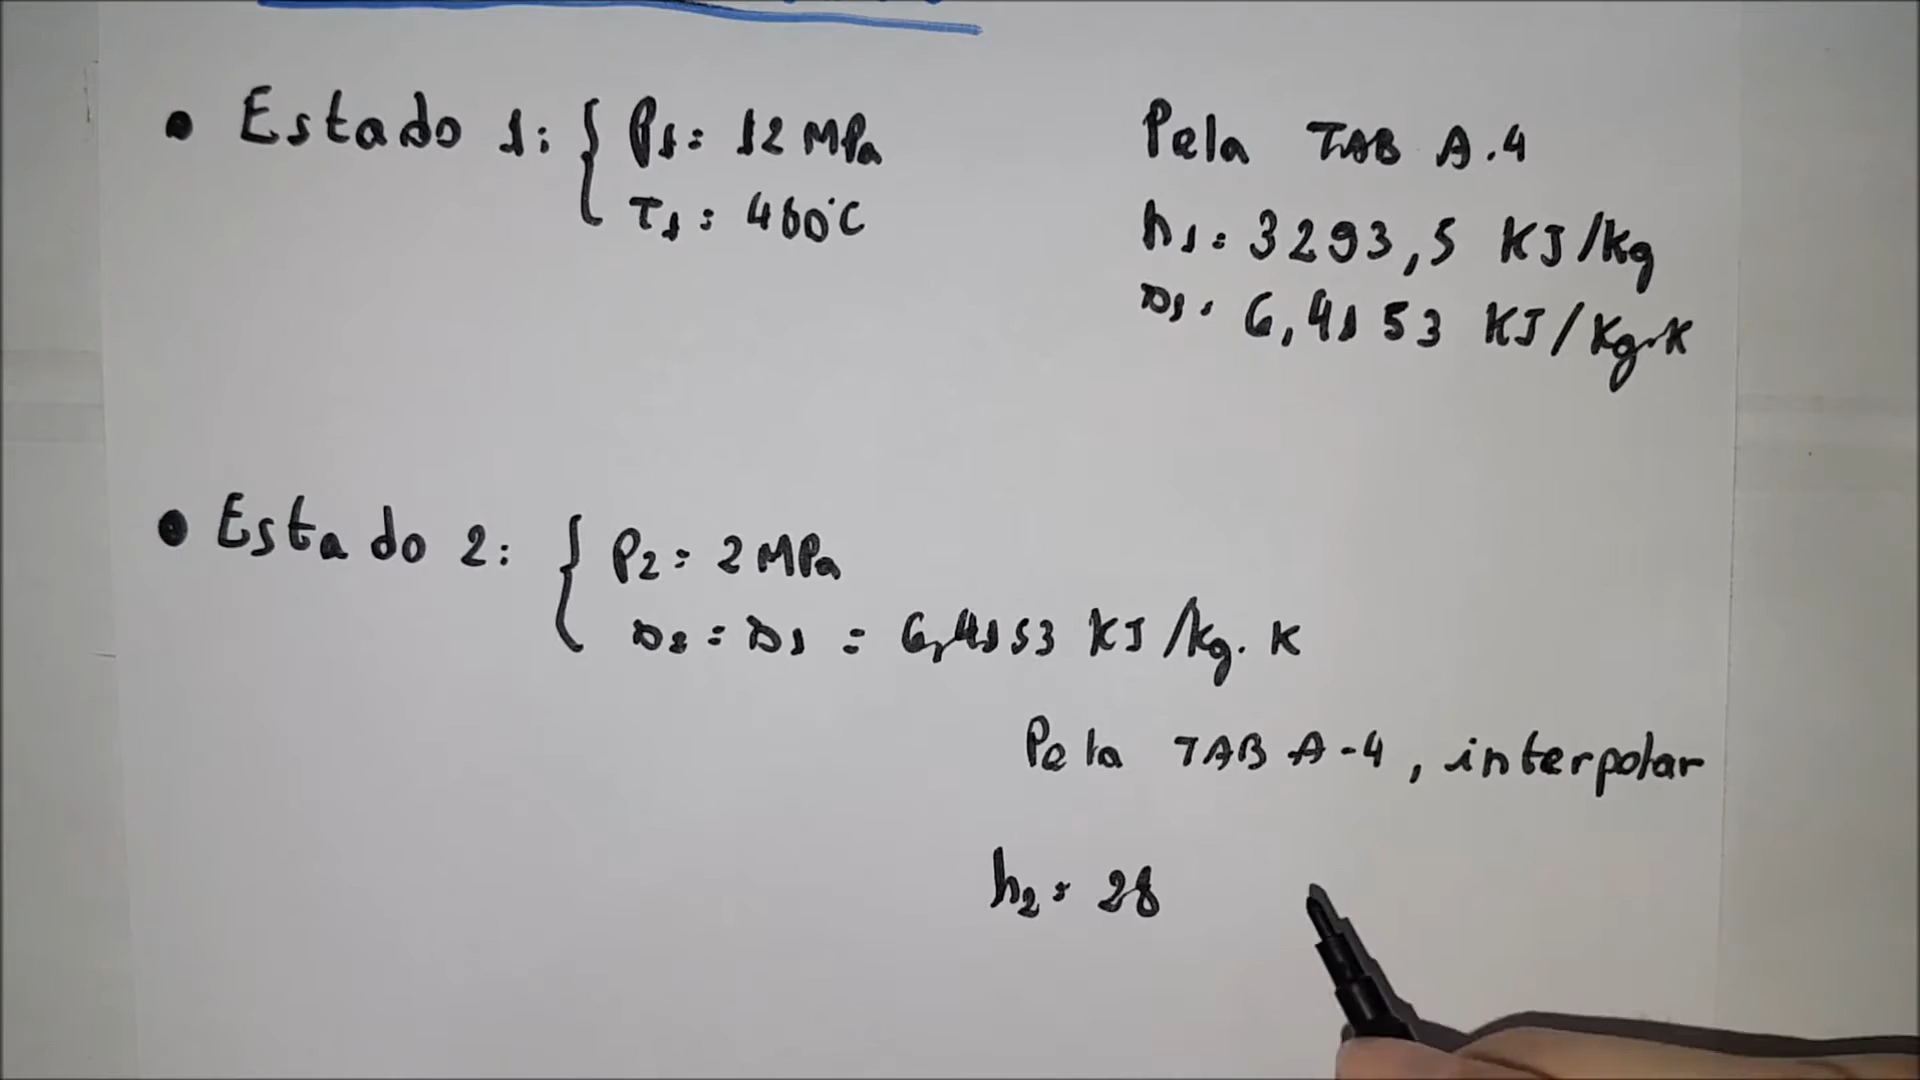 • Estado 1: { P1 = 12 MPa
T1 = 480°C
Pela TAB A.4
h1 = 3293,5 KJ/kg
s1 = 6,4153 KJ/kg.K
• Estado 2: { P2 = 2 MPa
s2 = s1 = 6,4153 KJ/kg.K
Pela TAB A-4, interpolar
h2 = 28